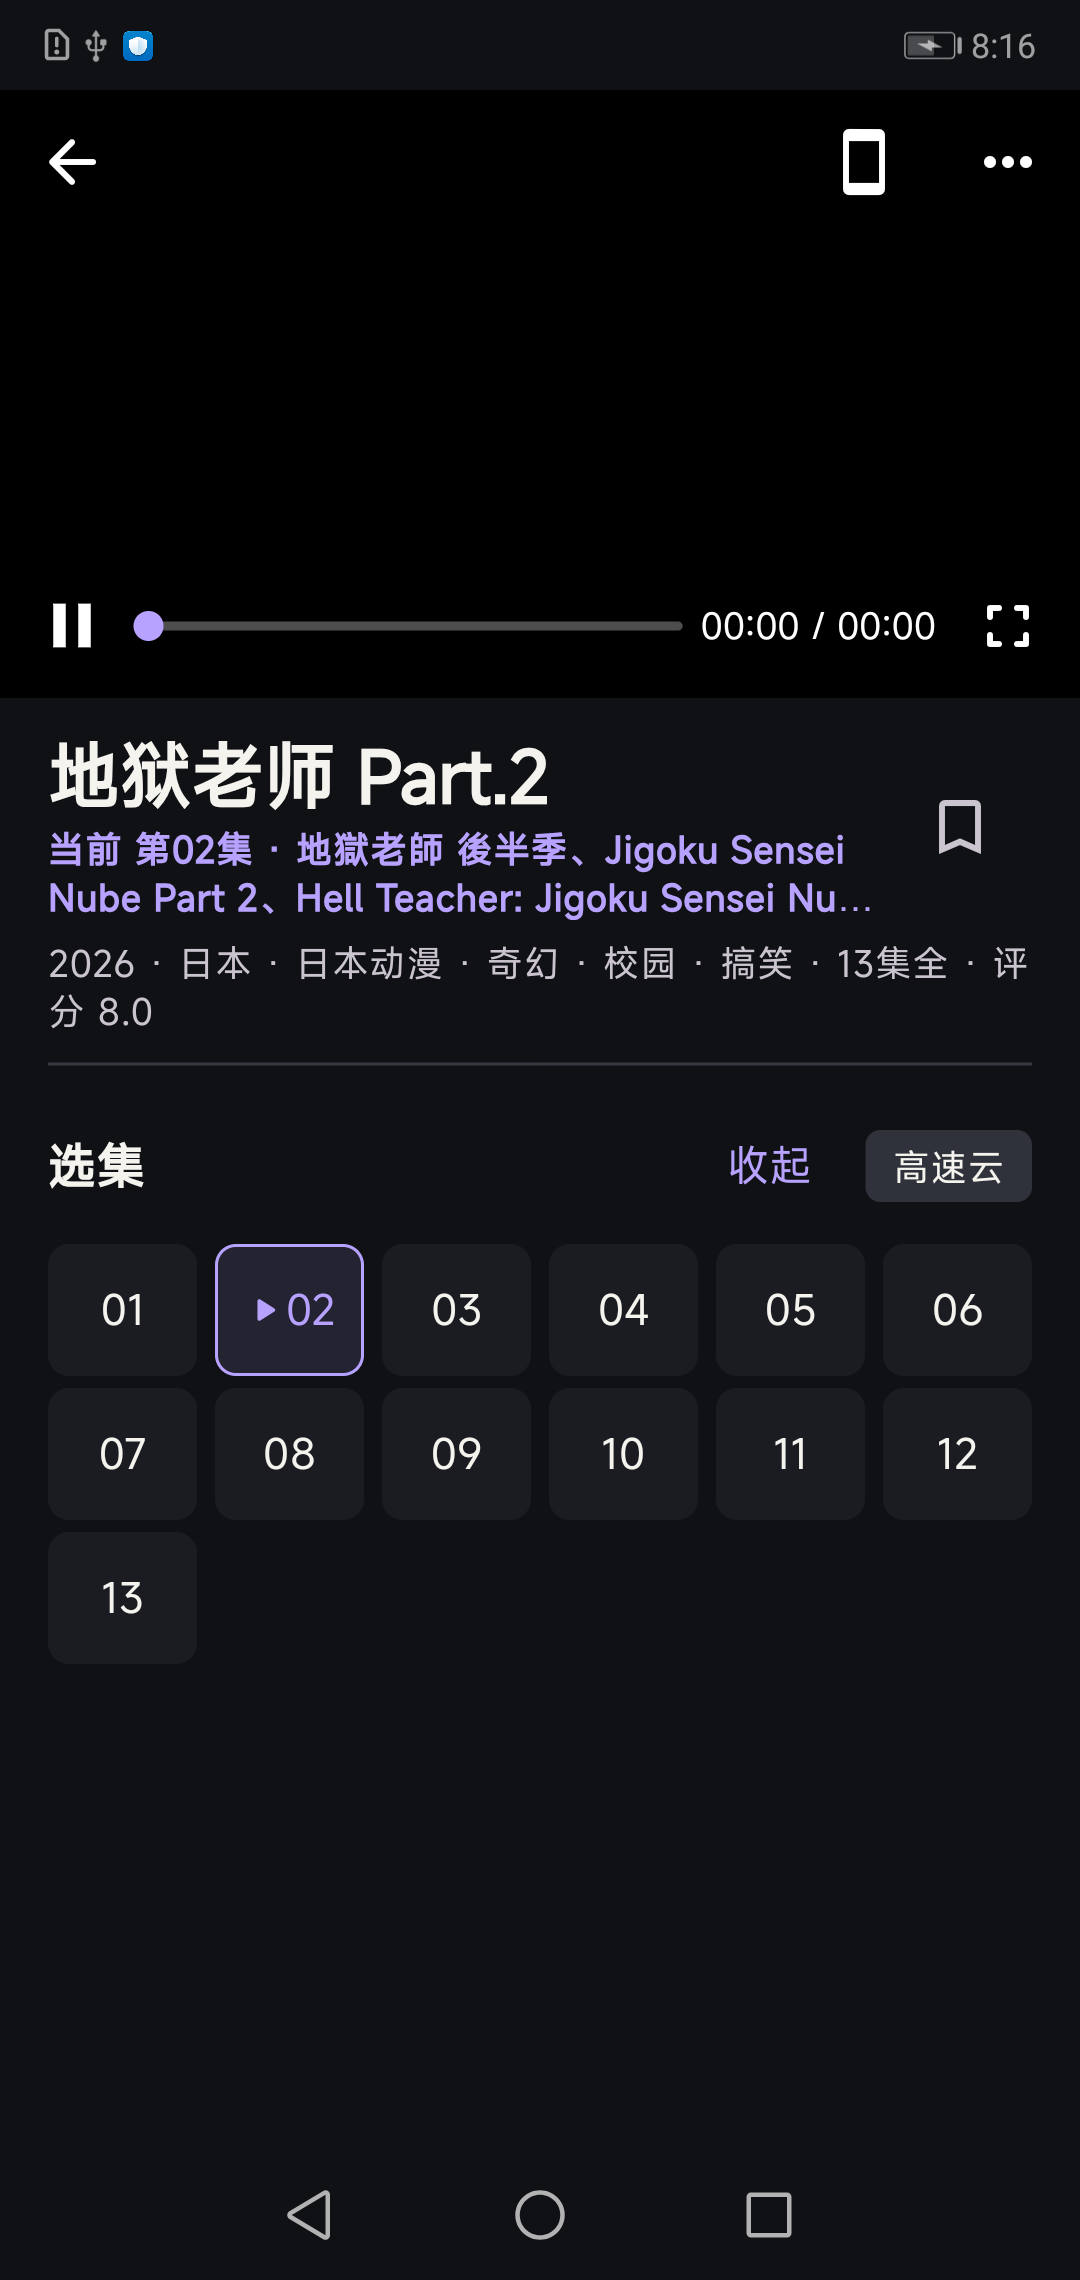 8:16
00:00 / 00:00
地狱老师 Part.2
当前 第02集 · 地獄老師 後半季、Jigoku Sensei
Nube Part 2、Hell Teacher: Jigoku Sensei Nu...
2026 · 日本 · 日本动漫 · 奇幻 · 校园 · 搞笑 · 13集全 · 评
分 8.0
选集 收起 高速云
01 02 03 04 05 06
07 08 09 10 11 12
13